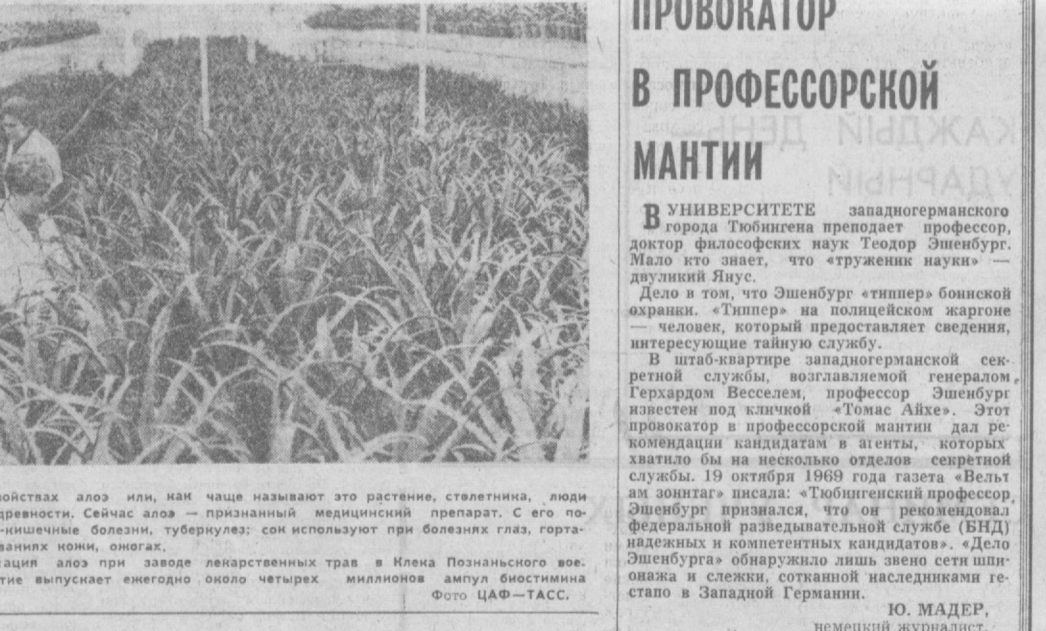 ойствах алоэ или, как чаще называют это растение, столетника, люди
древности. Сейчас алоэ — признанный медицинский препарат. С его по-
-кишечные болезни, туберкулез; сок используют при болезнях глаз, горта-
ваниях кожи, ожогах.
ация алоэ при заводе лекарственных трав в Клека Познаньского вое.
тие выпускает ежегодно около четырех миллионов ампул биостимина
Фото ЦАФ—ТАСС.
ПРОВОКАТОР
В ПРОФЕССОРСКОЙ
МАНТИИ
В УНИВЕРСИТЕТЕ западногерманского
города Тюбингена преподает профессор,
доктор философских наук Теодор Эшенбург.
Мало кто знает, что «труженик науки» —
двуликий Янус.
Дело в том, что Эшенбург «типпер» боннской
охранки. «Типпер» на полицейском жаргоне
— человек, который предоставляет сведения,
интересующие тайную службу.
В штаб-квартире западногерманской сек-
ретной службы, возглавляемой генералом
Герхардом Весселем, профессор Эшенбург
известен под кличкой «Томас Айхе». Этот
провокатор в профессорской мантии дал ре-
комендации кандидатам в агенты, которых
хватило бы на несколько отделов секретной
службы. 19 октября 1969 года газета «Вельт
ам зоннтаг» писала: «Тюбингенский профессор
Эшенбург признался, что он рекомендовал
федеральной разведывательной службе (БНД)
надежных и компетентных кандидатов». «Дело
Эшенбурга» обнаружило лишь звено сети шпи-
онажа и слежки, сотканной наследниками ге-
стапо в Западной Германии.
Ю. МАДЕР,
немецкий журналист.